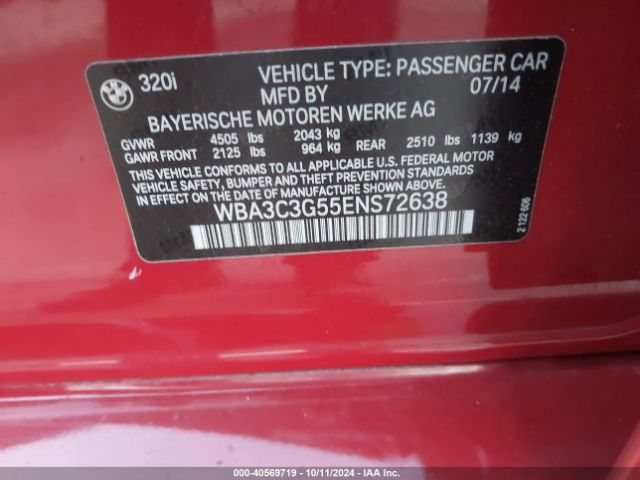 BMW
320i VEHICLE TYPE: PASSENGER CAR
MFD BY 07/14
BAYERISCHE MOTOREN WERKE AG
GVWR 4505 lbs 2043 kg
GAWR FRONT 2125 lbs 964 kg REAR 2510 lbs 1139 kg
THIS VEHICLE CONFORMS TO ALL APPLICABLE U.S. FEDERAL MOTOR
VEHICLE SAFETY, BUMPER, AND THEFT PREVENTION STANDARDS
IN EFFECT ON THE DATE OF MANUFACTURE SHOWN ABOVE.
WBA3C3G55ENS72638
2 122 606
000-40569719 - 10/11/2024 - IAA Inc.